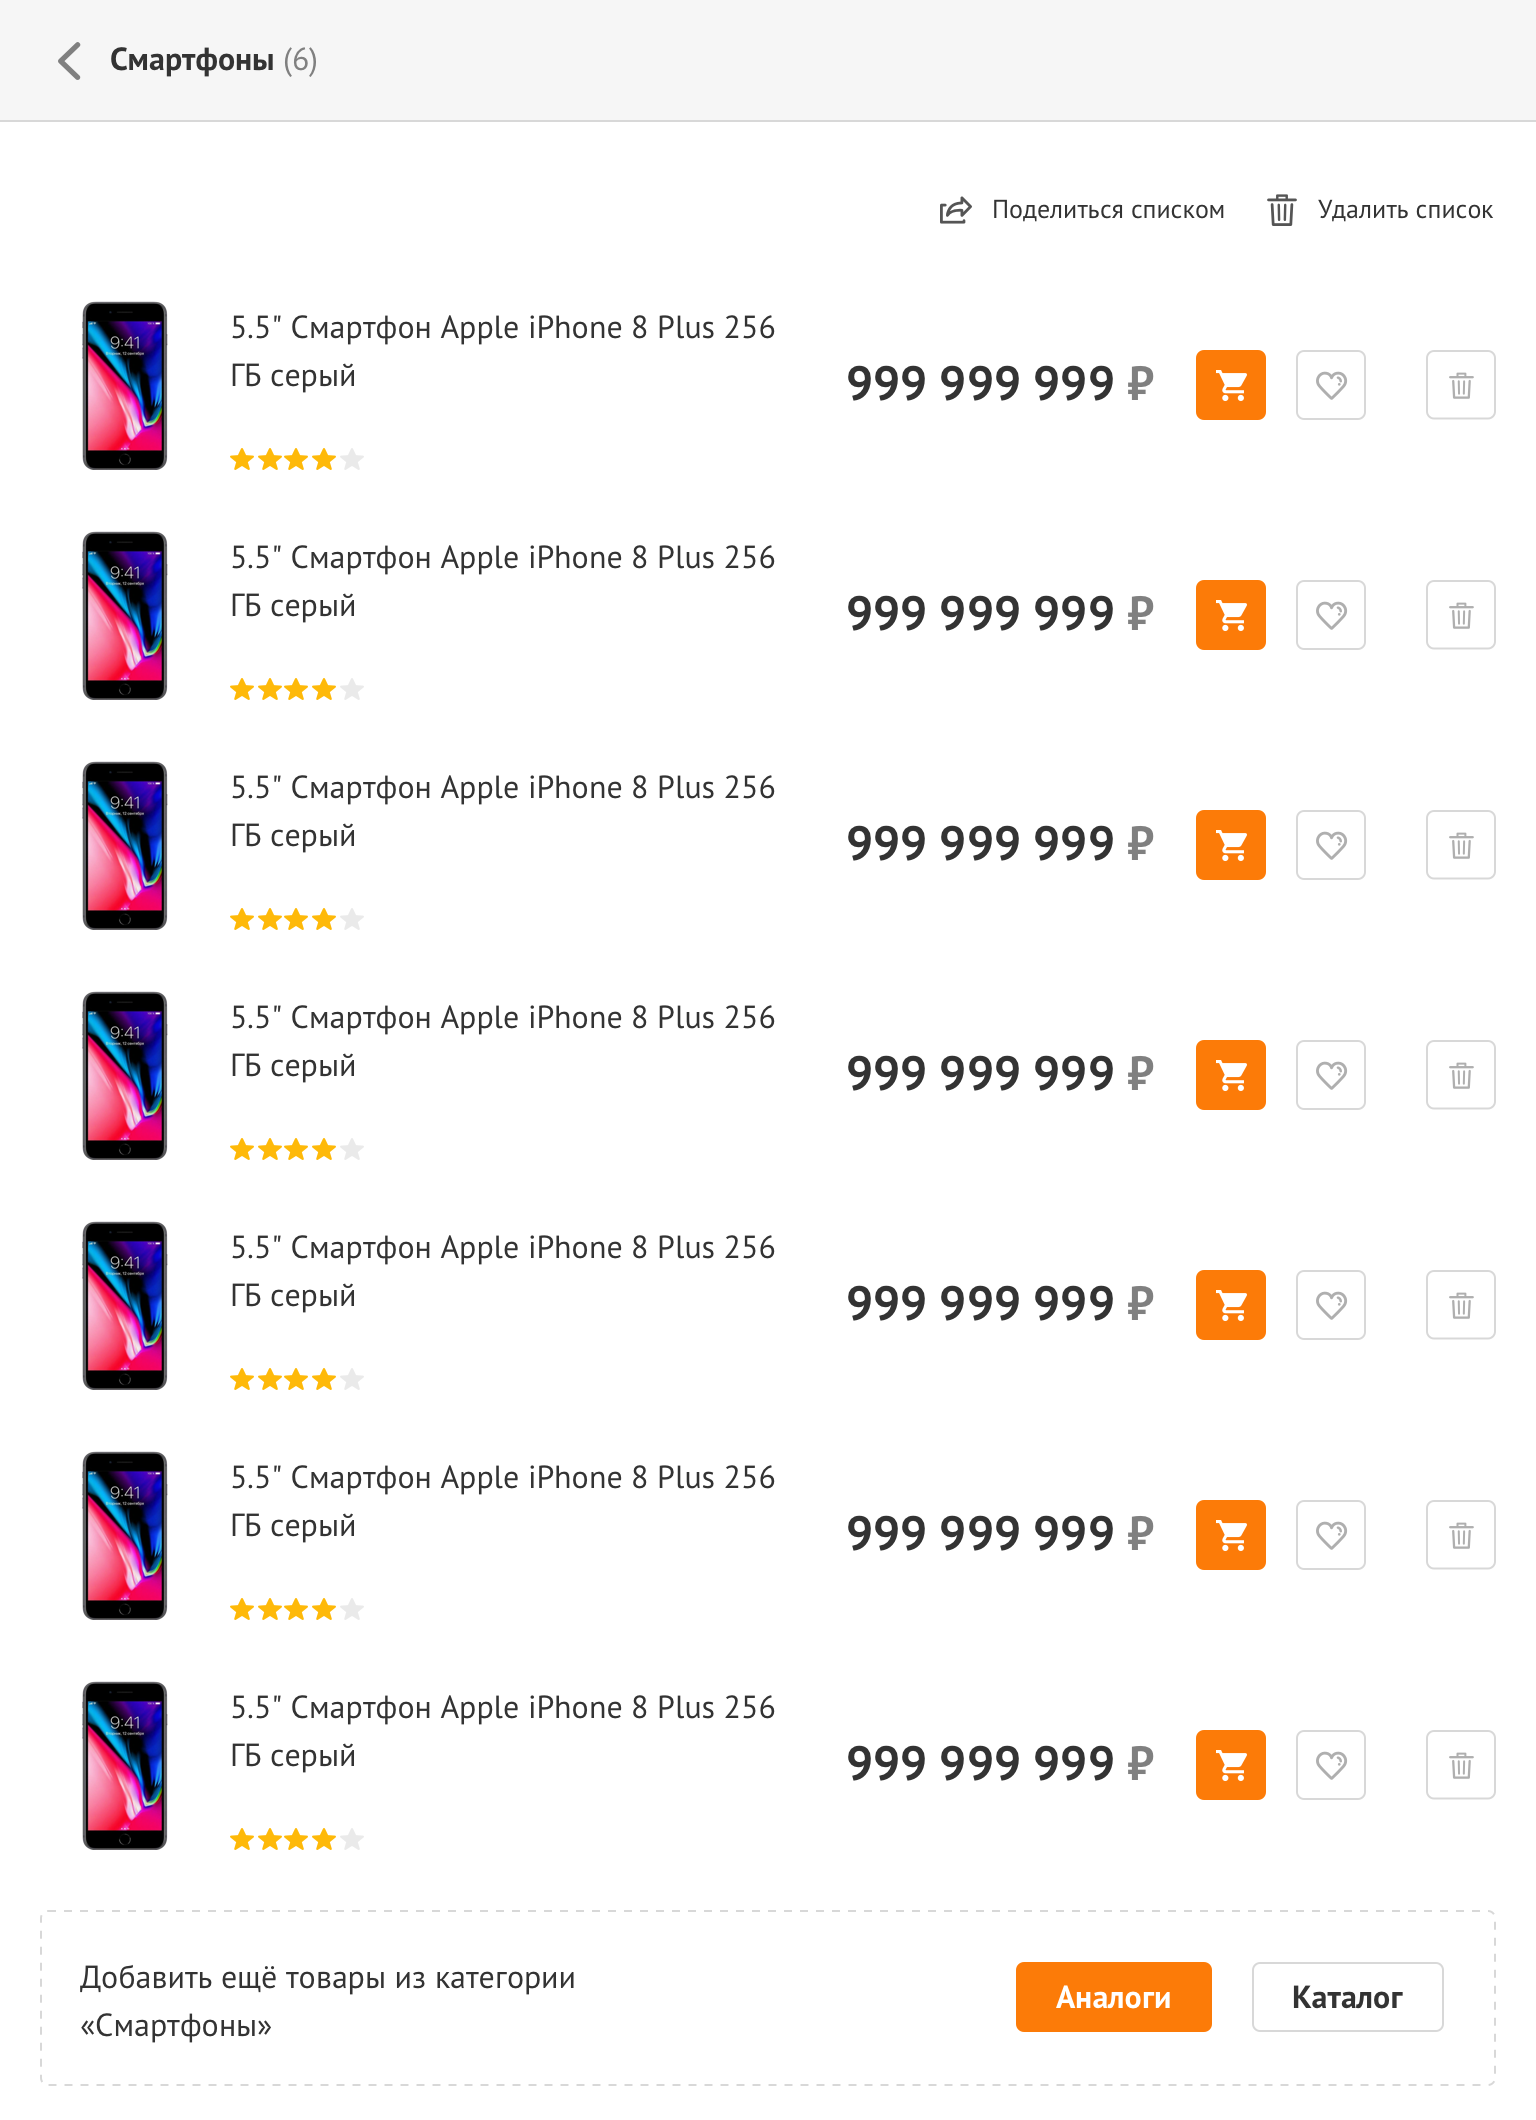 Смартфоны (6)
Поделиться списком Удалить список
9:41
5.5" Смартфон Apple iPhone 8 Plus 256
ГБ серый
999 999 999 ₽
9:41
5.5" Смартфон Apple iPhone 8 Plus 256
ГБ серый
999 999 999 ₽
9:41
5.5" Смартфон Apple iPhone 8 Plus 256
ГБ серый
999 999 999 ₽
9:41
5.5" Смартфон Apple iPhone 8 Plus 256
ГБ серый
999 999 999 ₽
9:41
5.5" Смартфон Apple iPhone 8 Plus 256
ГБ серый
999 999 999 ₽
9:41
5.5" Смартфон Apple iPhone 8 Plus 256
ГБ серый
999 999 999 ₽
9:41
5.5" Смартфон Apple iPhone 8 Plus 256
ГБ серый
999 999 999 ₽
Добавить ещё товары из категории
«Смартфоны»
Аналоги Каталог